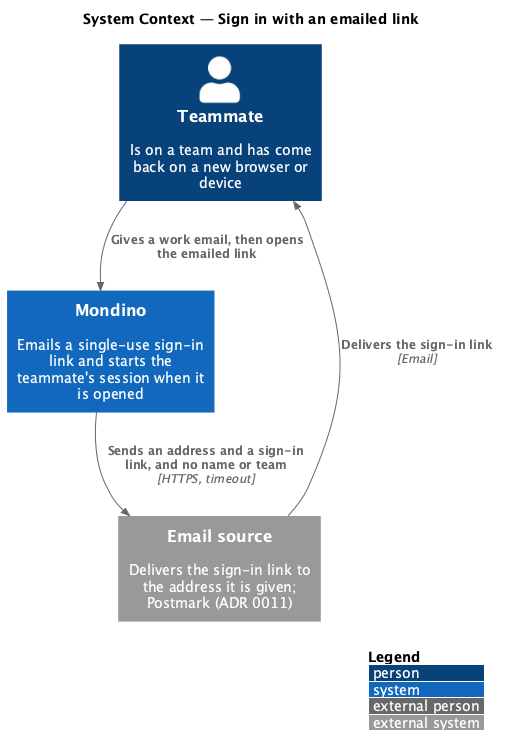 System Context — Sign in with an emailed link
Teammate
Is on a team and has come
back on a new browser or
device
Gives a work email, then opens
the emailed link
Mondino
Emails a single-use sign-in
link and starts the
teammate's session when it
is opened
Delivers the sign-in link
[Email]
Sends an address and a sign-in
link, and no name or team
[HTTPS, timeout]
Email source
Delivers the sign-in link to
the address it is given;
Postmark (ADR 0011)
Legend
person
system
external person
external system